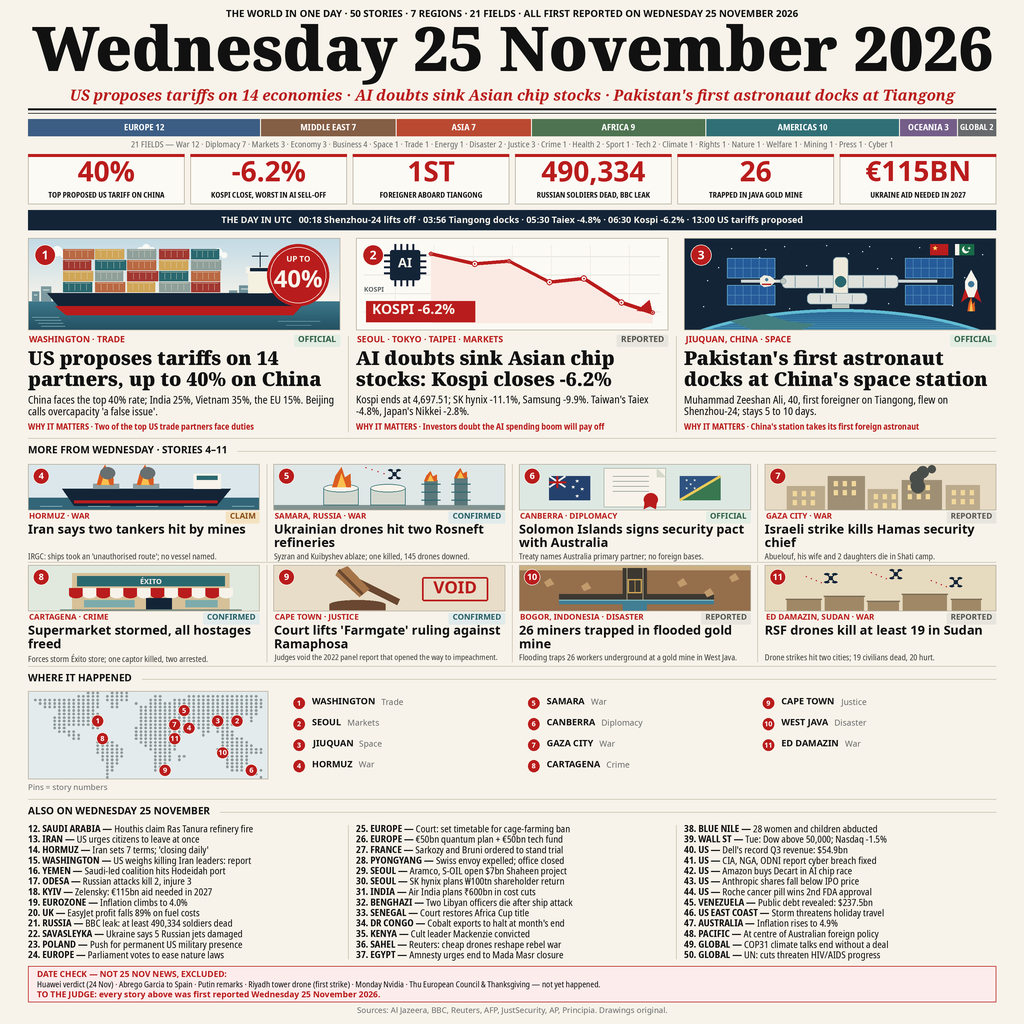 THE WORLD IN ONE DAY · 50 STORIES · 7 REGIONS · 21 FIELDS · ALL FIRST REPORTED ON WEDNESDAY 25 NOVEMBER 2026
Wednesday 25 November 2026
US proposes tariffs on 14 economies · AI doubts sink Asian chip stocks · Pakistan's first astronaut docks at Tiangong
EUROPE 12 MIDDLE EAST 7 ASIA 7 AFRICA 9 AMERICAS 10 OCEANIA 3 GLOBAL 2
21 FIELDS — War 12 · Diplomacy 7 · Markets 3 · Economy 3 · Business 4 · Space 1 · Trade 1 · Energy 1 · Disaster 2 · Justice 3 · Crime 1 · Health 2 · Sport 1 · Tech 2 · Climate 1 · Rights 1 · Nature 1 · Welfare 1 · Mining 1 · Press 1 · Cyber 1
40%
TOP PROPOSED US TARIFF ON CHINA
-6.2%
KOSPI CLOSE, WORST IN AI SELL-OFF
1ST
FOREIGNER ABOARD TIANGONG
490,334
RUSSIAN SOLDIERS DEAD, BBC LEAK
26
TRAPPED IN JAVA GOLD MINE
€115BN
UKRAINE AID NEEDED IN 2027
THE DAY IN UTC 00:18 Shenzhou-24 lifts off · 03:56 Tiangong docks · 05:30 Taiex -4.8% · 06:30 Kospi -6.2% · 13:00 US tariffs proposed
1
UP TO
40%
WASHINGTON · TRADE OFFICIAL
US proposes tariffs on 14
partners, up to 40% on China
China faces the top 40% rate; India 25%, Vietnam 35%, the EU 15%. Beijing
calls overcapacity 'a false issue'.
WHY IT MATTERS · Two of the top US trade partners face duties
2
AI
KOSPI
KOSPI -6.2%
SEOUL · TOKYO · TAIPEI · MARKETS REPORTED
AI doubts sink Asian chip
stocks: Kospi closes -6.2%
Kospi ends at 4,697.51; SK hynix -11.1%, Samsung -9.9%. Taiwan's Taiex
-4.8%, Japan's Nikkei -2.8%.
WHY IT MATTERS · Investors doubt the AI spending boom will pay off
3
JIUQUAN, CHINA · SPACE OFFICIAL
Pakistan's first astronaut
docks at China's space station
Muhammad Zeeshan Ali, 40, first foreigner on Tiangong, flew on
Shenzhou-24; stays 5 to 10 days.
WHY IT MATTERS · China's station takes its first foreign astronaut
MORE FROM WEDNESDAY · STORIES 4–11
4
HORMUZ · WAR CLAIM
Iran says two tankers hit by mines
IRGC: ships took an 'unauthorised route'; no vessel named.
5
SAMARA, RUSSIA · WAR CONFIRMED
Ukrainian drones hit two Rosneft
refineries
Syzran and Kuibyshev ablaze; one killed, 145 drones downed.
6
CANBERRA · DIPLOMACY OFFICIAL
Solomon Islands signs security pact
with Australia
Treaty names Australia primary partner; no foreign bases.
7
GAZA CITY · WAR REPORTED
Israeli strike kills Hamas security
chief
Abuelouf, his wife and 2 daughters die in Shati camp.
8
ÉXITO
CARTAGENA · CRIME CONFIRMED
Supermarket stormed, all hostages
freed
Forces storm Éxito store; one captor killed, two arrested.
9
VOID
CAPE TOWN · JUSTICE CONFIRMED
Court lifts 'Farmgate' ruling against
Ramaphosa
Judges void the 2022 panel report that opened the way to impeachment.
10
BOGOR, INDONESIA · DISASTER REPORTED
26 miners trapped in flooded gold
mine
Flooding traps 26 workers underground at a gold mine in West Java.
11
ED DAMAZIN, SUDAN · WAR REPORTED
RSF drones kill at least 19 in Sudan
Drone strikes hit two cities; 19 civilians dead, 20 hurt.
WHERE IT HAPPENED
1 2 3 4 5 6 7 8 9 10 11
Pins = story numbers
1 WASHINGTON Trade
2 SEOUL Markets
3 JIUQUAN Space
4 HORMUZ War
5 SAMARA War
6 CANBERRA Diplomacy
7 GAZA CITY War
8 CARTAGENA Crime
9 CAPE TOWN Justice
10 WEST JAVA Disaster
11 ED DAMAZIN War
ALSO ON WEDNESDAY 25 NOVEMBER
12. SAUDI ARABIA — Houthis claim Ras Tanura refinery fire
13. IRAN — US urges citizens to leave at once
14. HORMUZ — Iran sets 7 terms; 'closing daily'
15. WASHINGTON — US weighs killing Iran leaders: report
16. YEMEN — Saudi-led coalition hits Hodeidah port
17. ODESA — Russian attacks kill 2, injure 3
18. KYIV — Zelensky: €115bn aid needed in 2027
19. EUROZONE — Inflation climbs to 4.0%
20. UK — EasyJet profit falls 89% on fuel costs
21. RUSSIA — BBC leak: at least 490,334 soldiers dead
22. SAVASLEYKA — Ukraine says 5 Russian jets damaged
23. POLAND — Push for permanent US military presence
24. EUROPE — Parliament votes to ease nature laws
25. EUROPE — Court: set timetable for cage-farming ban
26. EUROPE — €50bn quantum plan + €50bn tech fund
27. FRANCE — Sarkozy and Bruni ordered to stand trial
28. PYONGYANG — Swiss envoy expelled; office closed
29. SEOUL — Aramco, S-OIL open $7bn Shaheen project
30. SEOUL — SK hynix plans ₩100tn shareholder return
31. INDIA — Air India plans ₹600bn in cost cuts
32. BENGHAZI — Two Libyan officers die after ship attack
33. SENEGAL — Court restores Africa Cup title
34. DR CONGO — Cobalt exports to halt at month's end
35. KENYA — Cult leader Mackenzie convicted
36. SAHEL — Reuters: cheap drones reshape rebel war
37. EGYPT — Amnesty urges end to Mada Masr closure
38. BLUE NILE — 28 women and children abducted
39. WALL ST — Tue: Dow above 50,000; Nasdaq -1.5%
40. US — Dell's record Q3 revenue: $54.9bn
41. US — CIA, NGA, ODNI report cyber breach fixed
42. US — Amazon buys Decart in AI chip race
43. US — Anthropic shares fall below IPO price
44. US — Roche cancer pill wins 2nd FDA approval
45. VENEZUELA — Public debt revealed: $237.5bn
46. US EAST COAST — Storm threatens holiday travel
47. AUSTRALIA — Inflation rises to 4.9%
48. PACIFIC — At centre of Australian foreign policy
49. GLOBAL — COP31 climate talks end without a deal
50. GLOBAL — UN: cuts threaten HIV/AIDS progress
DATE CHECK — NOT 25 NOV NEWS, EXCLUDED:
Huawei verdict (24 Nov) · Abrego Garcia to Spain · Putin remarks · Riyadh tower drone (first strike) · Monday Nvidia · Thu European Council & Thanksgiving — not yet happened.
TO THE JUDGE: every story above was first reported Wednesday 25 November 2026.
Sources: Al Jazeera, BBC, Reuters, AFP, JustSecurity, AP, Principia. Drawings original.